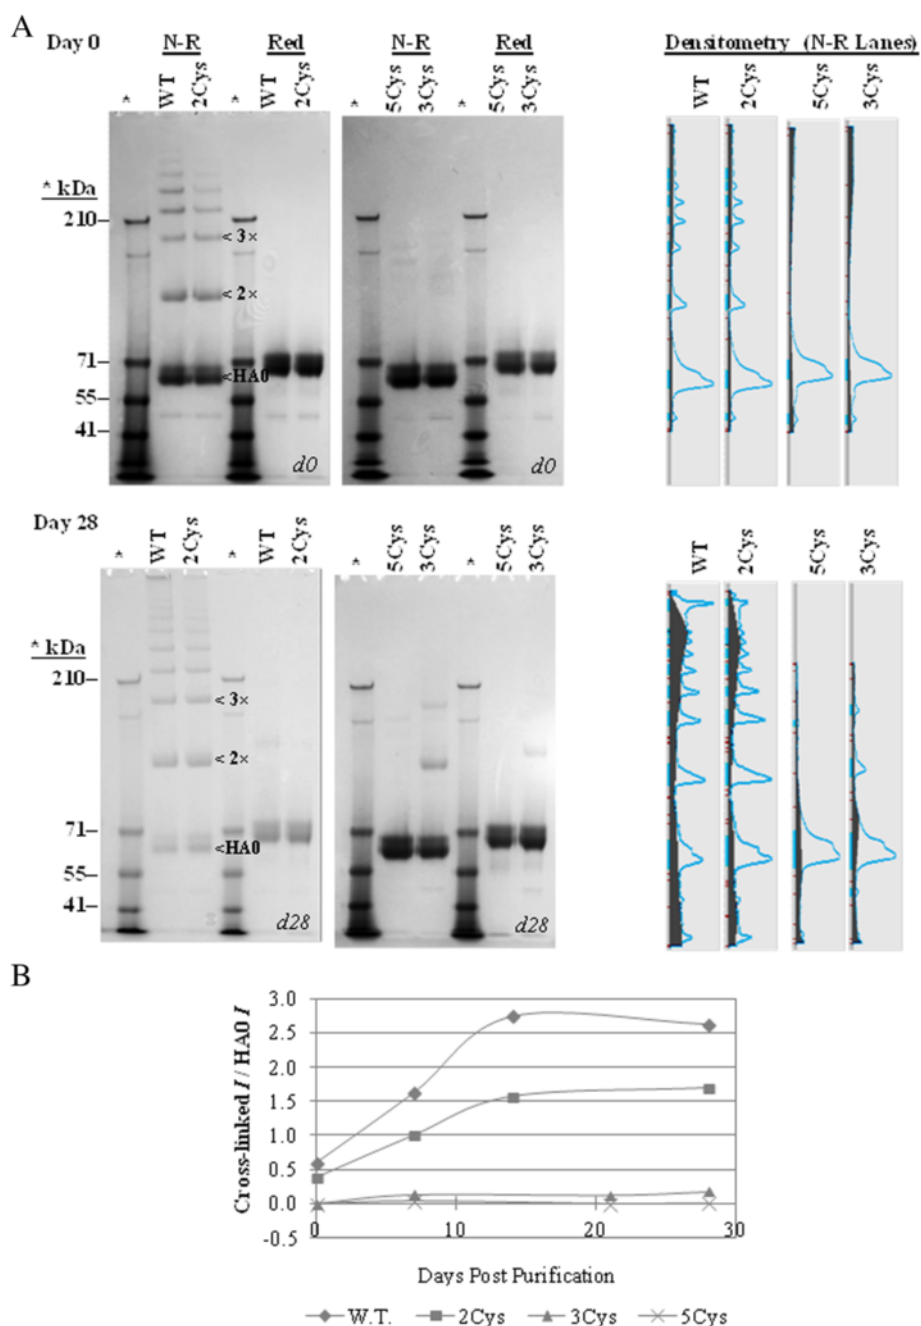 A
Day 0 N-R Red N-R Red Densitometry (N-R Lanes)
* WT 2Cys * WT 2Cys * 5Cys 3Cys * 5Cys 3Cys WT 2Cys 5Cys 3Cys
* kDa
210
< 3×
< 2×
71
<HA0
55
41
d0 d0
Day 28
* WT 2Cys * WT 2Cys * 5Cys 3Cys * 5Cys 3Cys WT 2Cys 5Cys 3Cys
* kDa
210
< 3×
< 2×
71
<HA0
55
41
d28 d28
B
Cross-linked I / HA0 I
3.0
2.5
2.0
1.5
1.0
0.5
0.0
-0.5
0 10 20 30
Days Post Purification
W.T. 2Cys 3Cys 5Cys